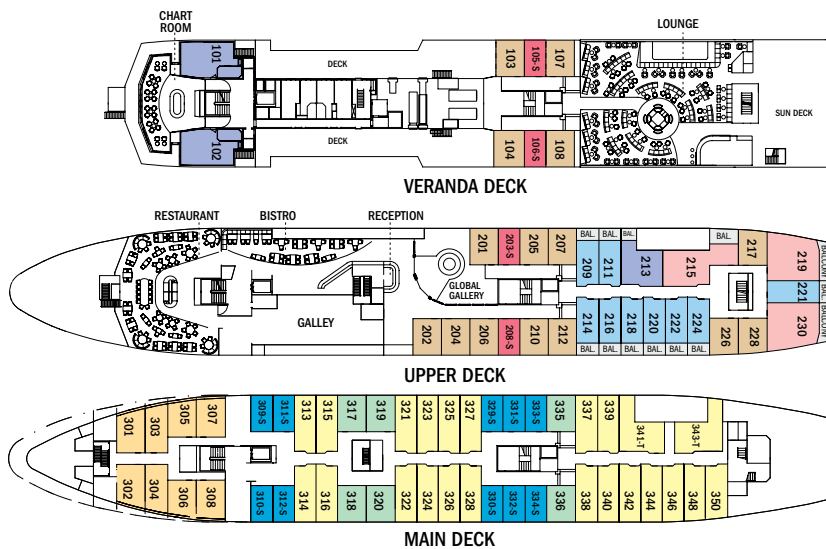 CHART
ROOM
LOUNGE
101
DECK
103
105-S
107
SUN DECK
102
DECK
104
106-S
108
VERANDA DECK
RESTAURANT
BISTRO
RECEPTION
201
203-S
205
207
BAL.
BAL.
BAL.
BAL.
209
211
213
215
217
219
BALCONY
GLOBAL
GALLERY
GALLEY
221
BAL.
202
204
206
208-S
210
212
214
216
218
220
222
224
226
228
230
BALCONY
BAL.
BAL.
BAL.
BAL.
BAL.
BAL.
UPPER DECK
301
303
305
307
309-S
311-S
313
315
317
319
321
323
325
327
329-S
331-S
333-S
335
337
339
341-T
343-T
302
304
306
308
310-S
312-S
314
316
318
320
322
324
326
328
330-S
332-S
334-S
336
338
340
342
344
346
348
350
MAIN DECK